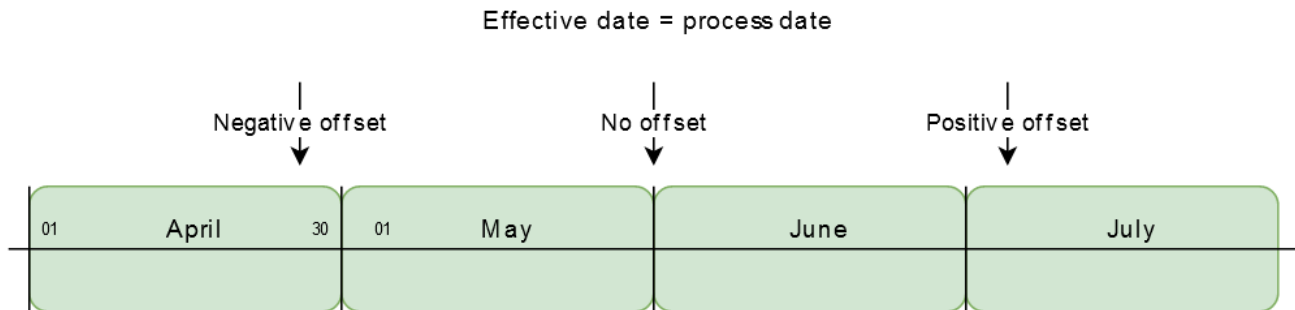 Effective date = process date
Negative offset No offset Positive offset
01 April 30 01 May June July